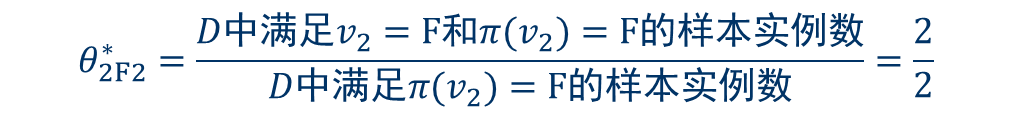 θ*2F2 = D中满足v2 = F和π(v2) = F的样本实例数 / D中满足π(v2) = F的样本实例数 = 2/2